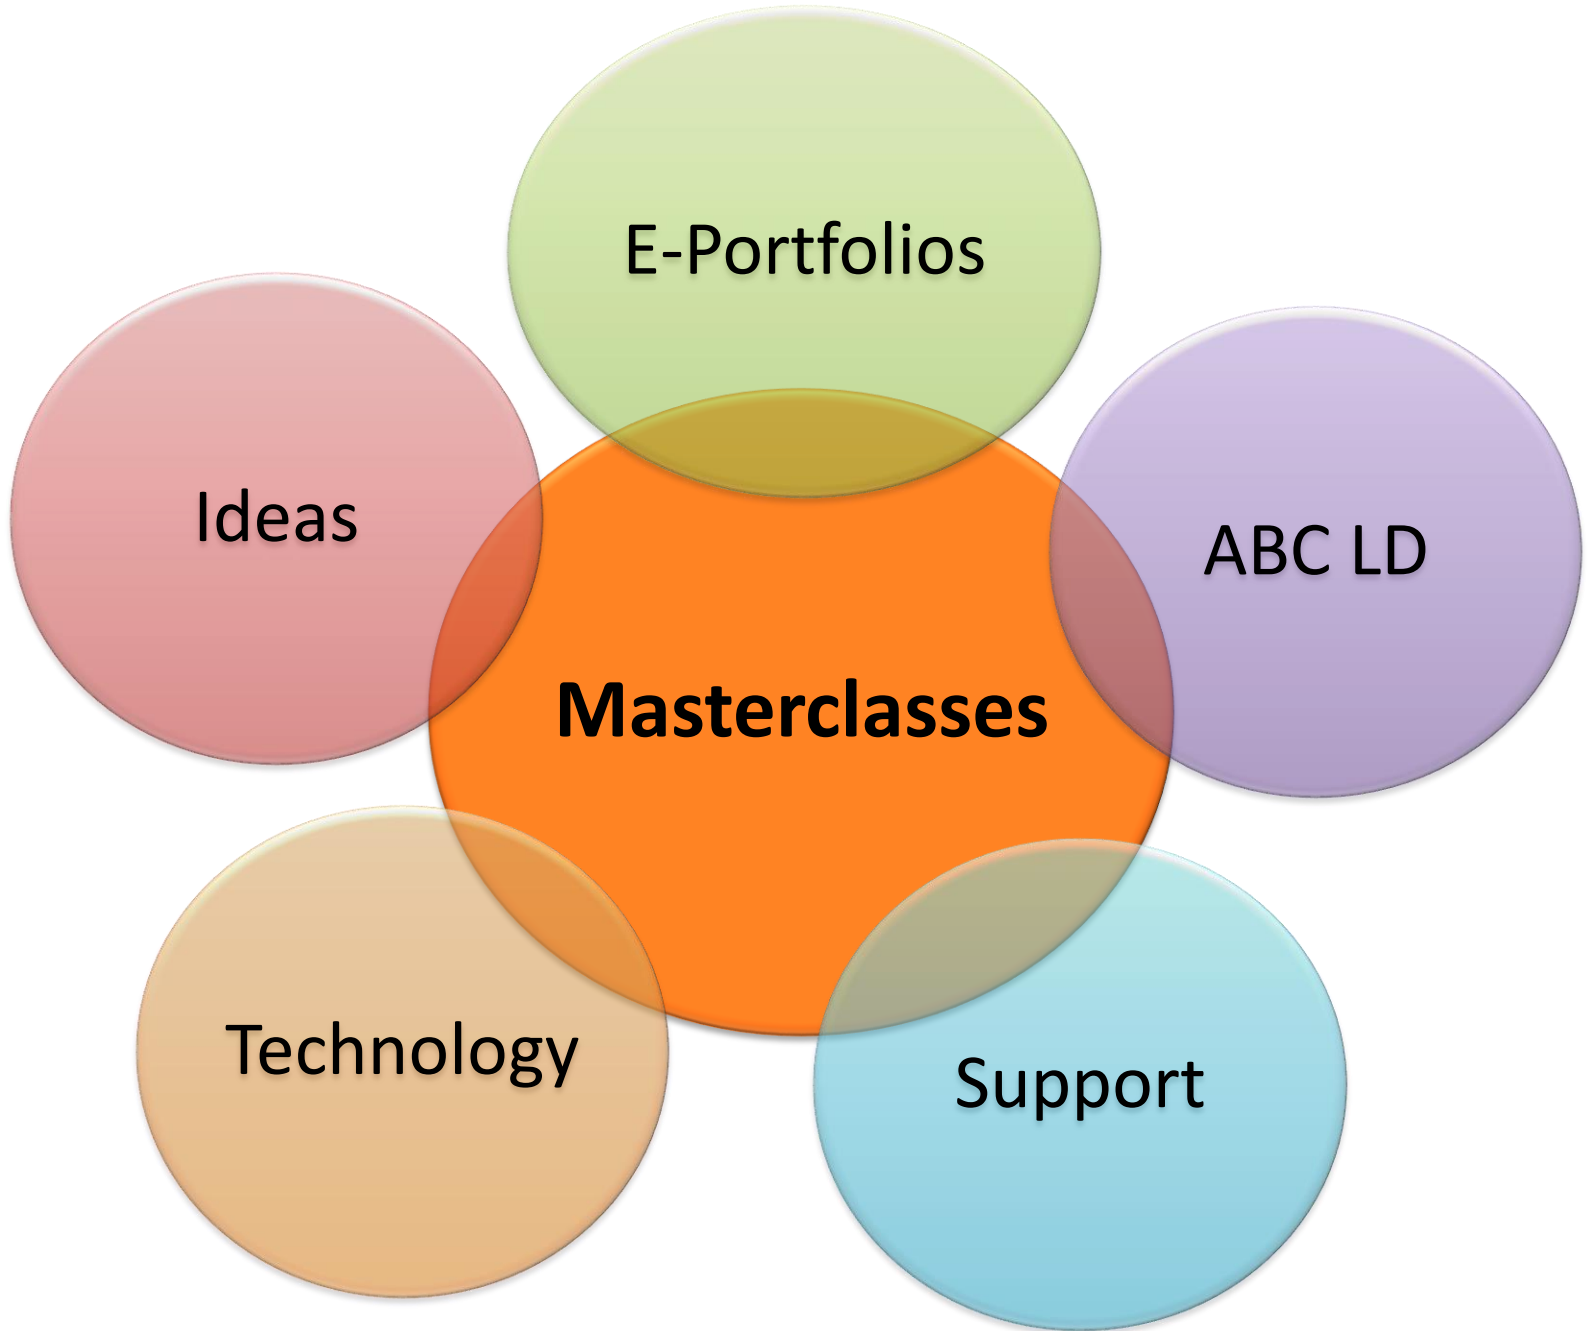 E-Portfolios
Ideas
ABC LD
Masterclasses
Technology
Support